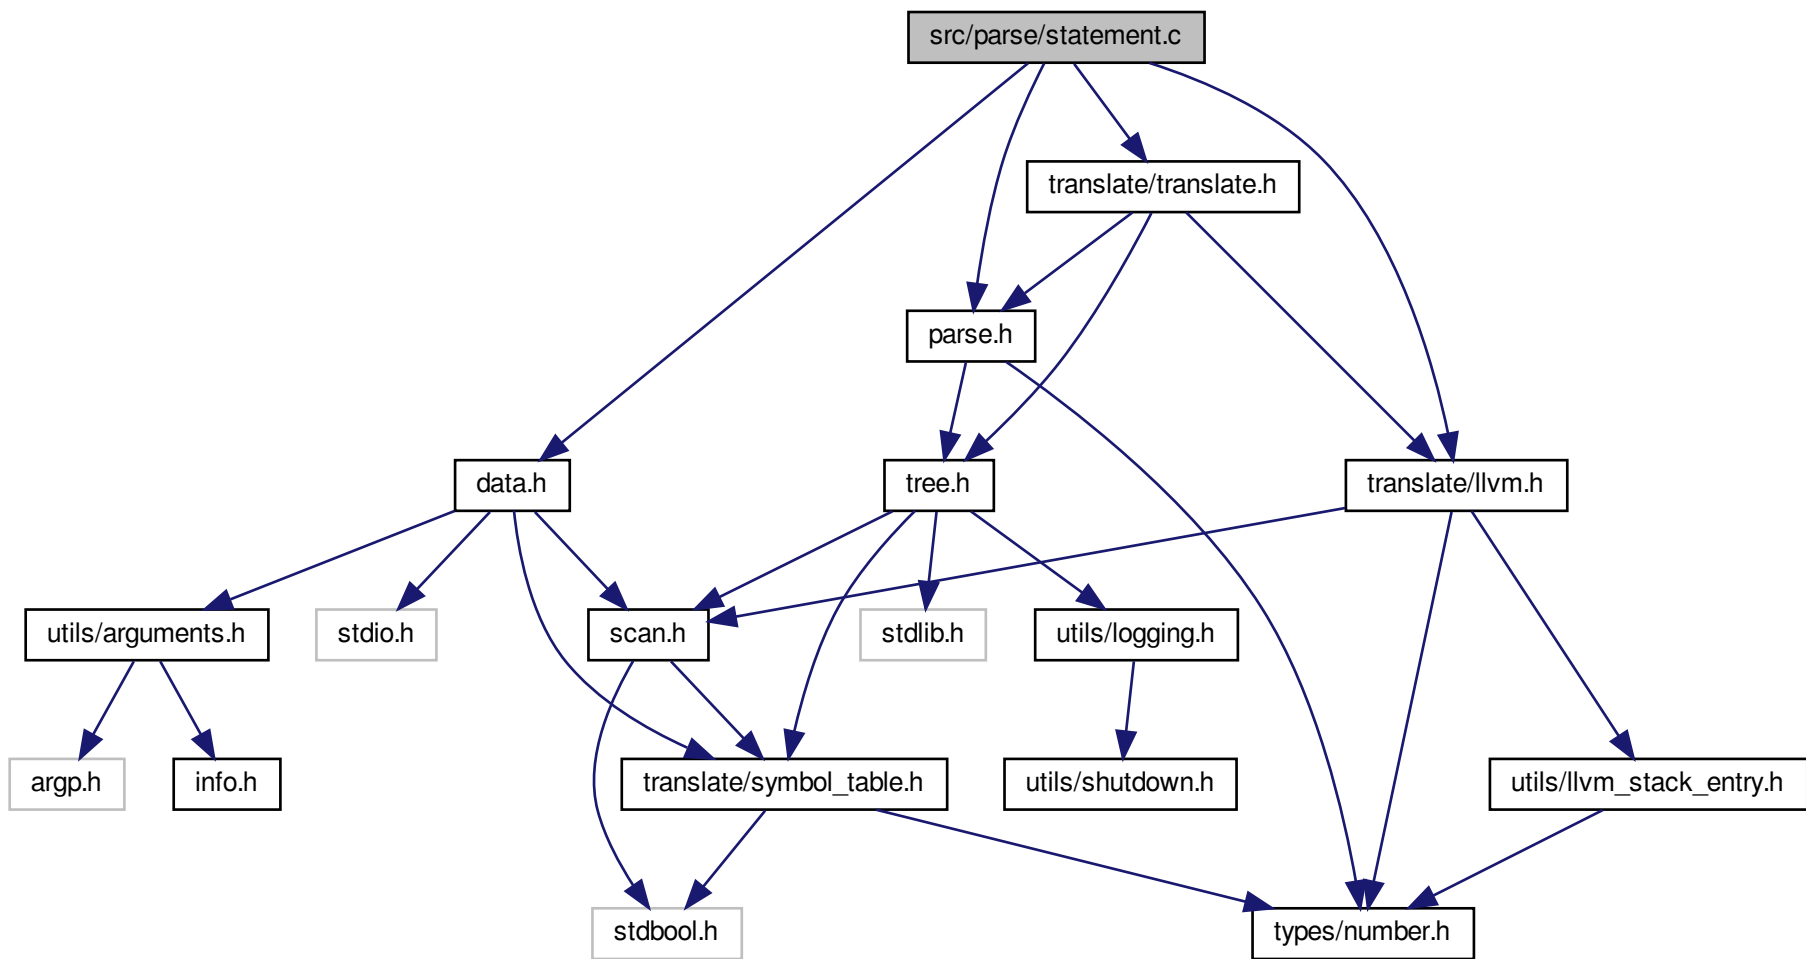 src/parse/statement.c
translate/translate.h
parse.h
data.h
tree.h
translate/llvm.h
utils/arguments.h
stdio.h
scan.h
stdlib.h
utils/logging.h
argp.h
info.h
translate/symbol_table.h
utils/shutdown.h
utils/llvm_stack_entry.h
stdbool.h
types/number.h